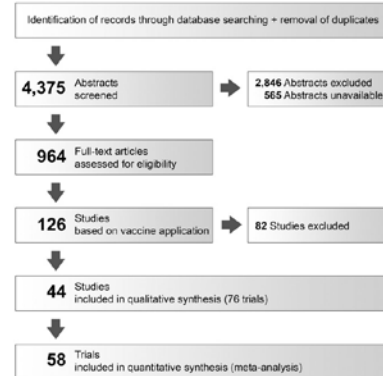 Identification of records through database searching + removal of duplicates
4,375 Abstracts
screened
2,846 Abstracts excluded
565 Abstracts unavailable
964 Full-text articles
assessed for eligibility
126 Studies
based on vaccine application
82 Studies excluded
44 Studies
included in qualitative synthesis (76 trials)
58 Trials
included in quantitative synthesis (meta-analysis)